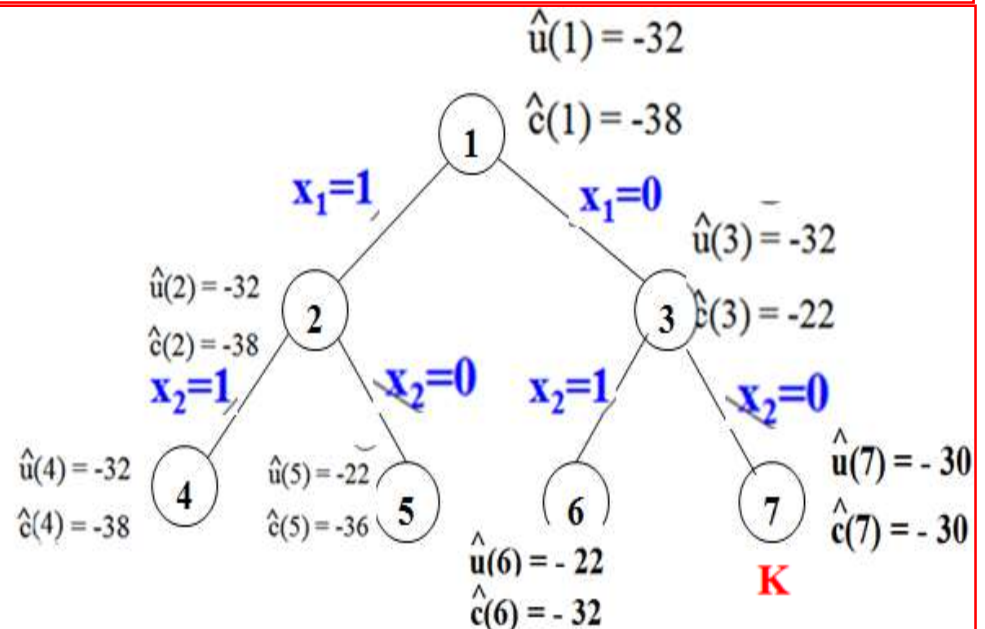 û(1) = -32
ĉ(1) = -38
1
x₁=1
x₁=0
û(3) = -32
ĉ(3) = -22
û(2) = -32
ĉ(2) = -38
2
3
x₂=1
x₂=0
x₂=1
x₂=0
û(4) = -32
ĉ(4) = -38
4
û(5) = -22
ĉ(5) = -36
5
6
û(6) = - 22
ĉ(6) = - 32
7
û(7) = - 30
ĉ(7) = - 30
K